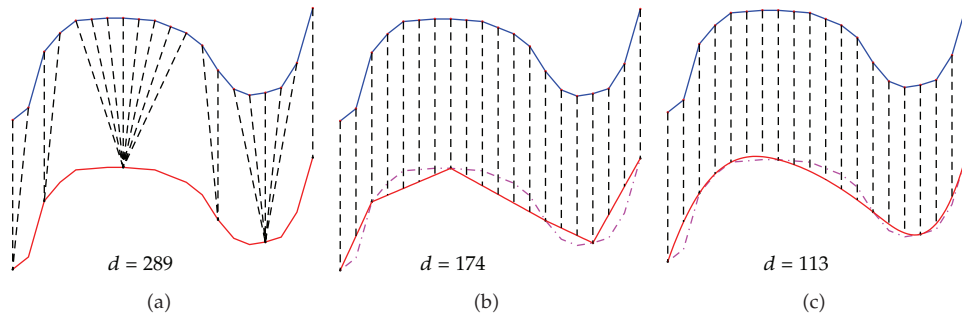 d = 289
d = 174
d = 113
(a)
(b)
(c)